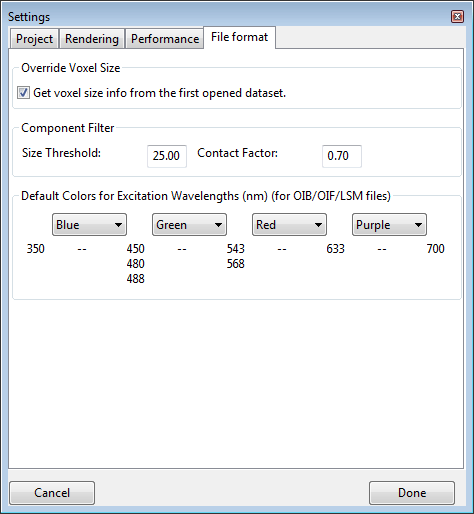 Settings
Project Rendering Performance File format
Override Voxel Size
Get voxel size info from the first opened dataset.
Component Filter
Size Threshold: 25.00 Contact Factor: 0.70
Default Colors for Excitation Wavelengths (nm) (for OIB/OIF/LSM files)
Blue Green Red Purple
350 -- 450 -- 543 -- 633 -- 700
480 568
488
Cancel Done